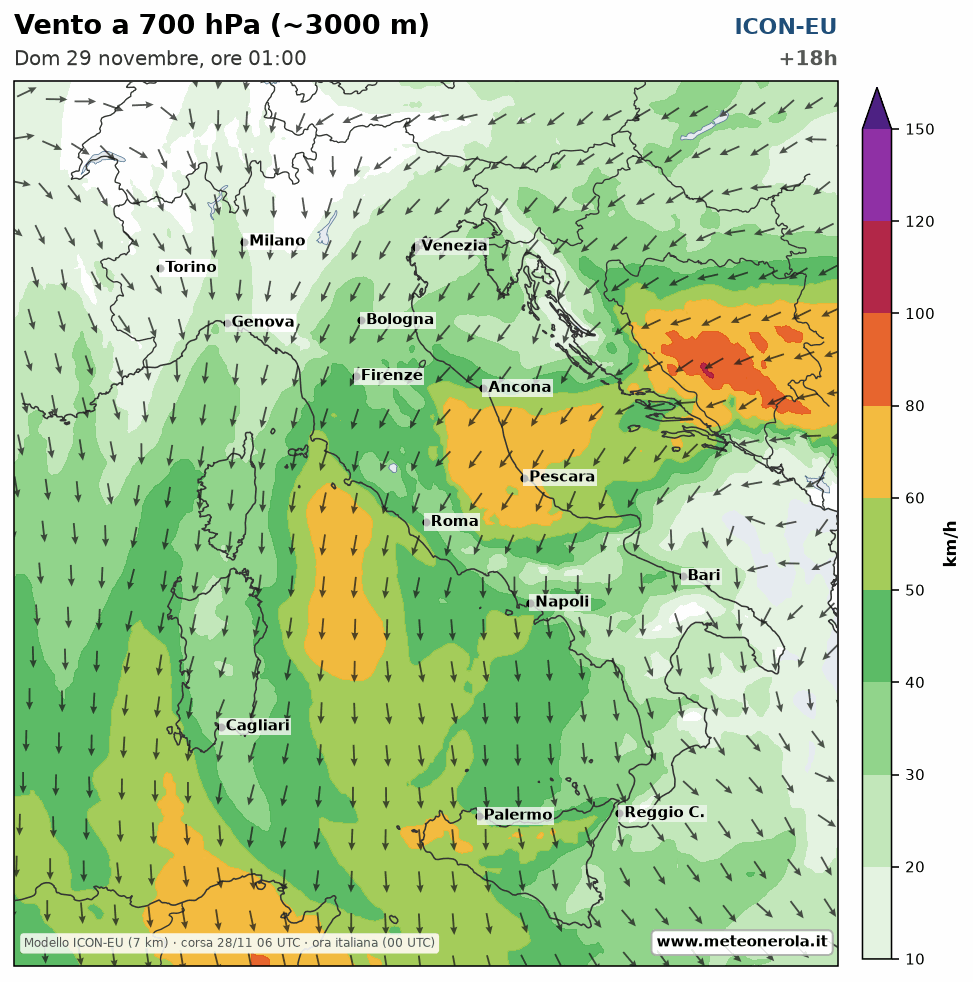 Vento a 700 hPa (~3000 m)
ICON-EU
Dom 29 novembre, ore 01:00
+18h
Milano
Venezia
Torino
Genova
Bologna
Firenze
Ancona
Pescara
Roma
Bari
Napoli
Cagliari
Palermo
Reggio C.
Modello ICON-EU (7 km) · corsa 28/11 06 UTC · ora italiana (00 UTC)
www.meteonerola.it
150
120
100
80
60
50
40
30
20
10
km/h